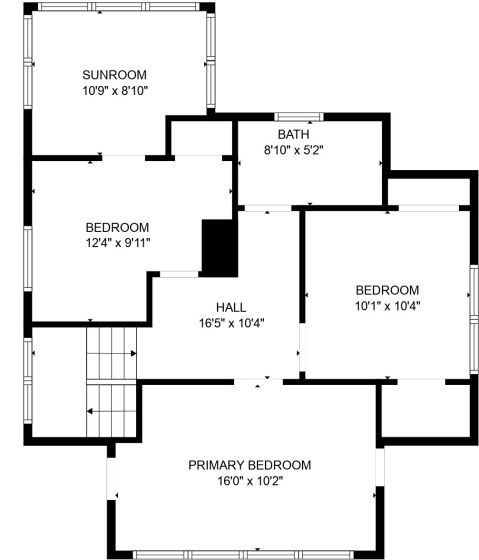 SUNROOM
10'9" x 8'10"
BATH
8'10" x 5'2"
BEDROOM
12'4" x 9'11"
BEDROOM
10'1" x 10'4"
HALL
16'5" x 10'4"
PRIMARY BEDROOM
16'0" x 10'2"